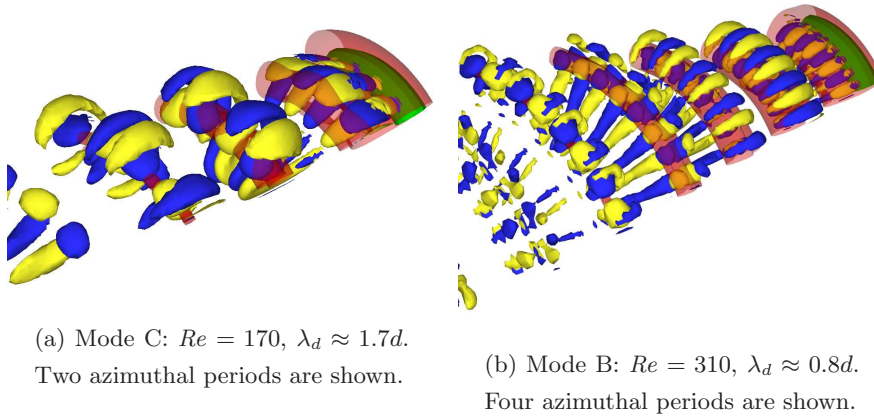 (a) Mode C: Re = 170, λ_d ≈ 1.7d.
Two azimuthal periods are shown.
(b) Mode B: Re = 310, λ_d ≈ 0.8d.
Four azimuthal periods are shown.